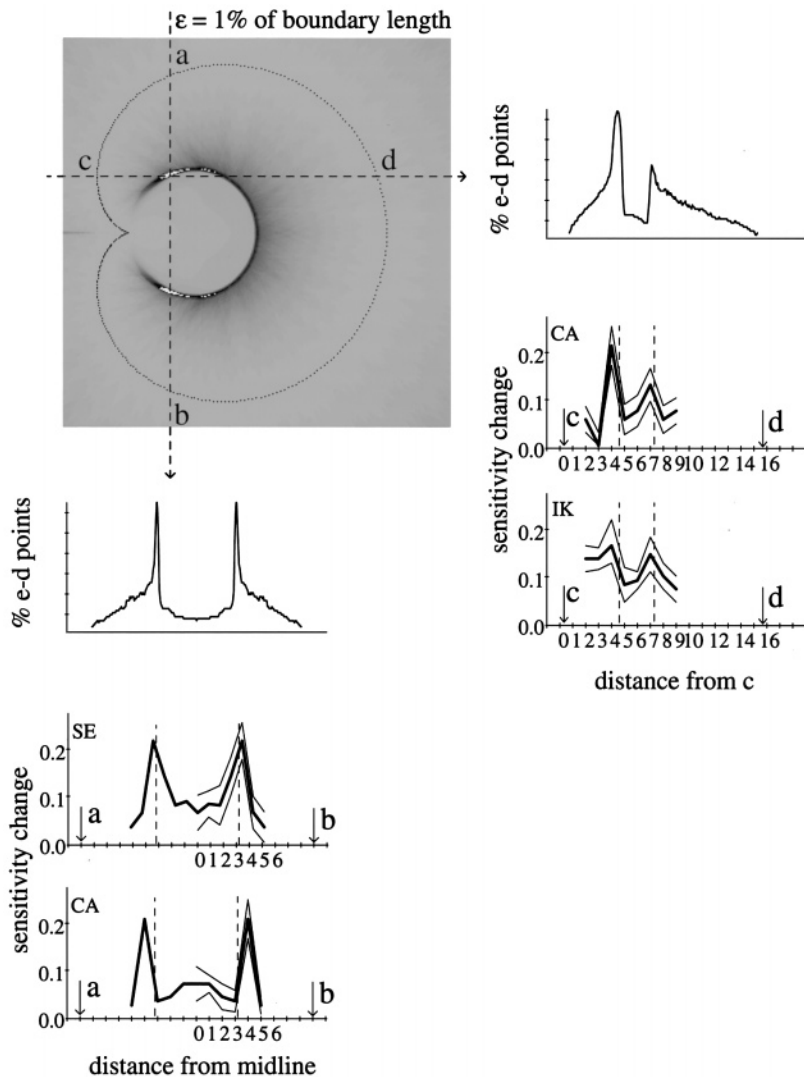 ε = 1% of boundary length
a
c
d
b
% e-d points
% e-d points
CA
0.2
0.1
0.0
c
d
0 1 2 3 4 5 6 7 8 9 10 12 14 16
sensitivity change
IK
0.2
0.1
0.0
c
d
0 1 2 3 4 5 6 7 8 9 10 12 14 16
distance from c
SE
0.2
0.1
0.0
a
b
0 1 2 3 4 5 6
sensitivity change
CA
0.2
0.1
0.0
a
b
0 1 2 3 4 5 6
distance from midline